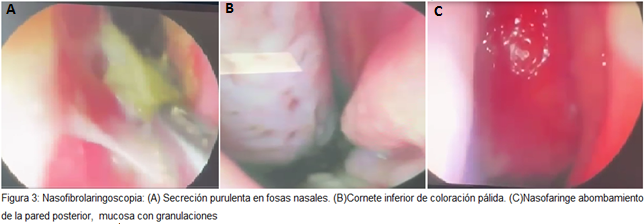 A
B
C
Figura 3: Nasofibrolaringoscopia: (A) Secreción purulenta en fosas nasales. (B)Cornete inferior de coloración pálida. (C)Nasofaringe abombamiento
de la pared posterior, mucosa con granulaciones